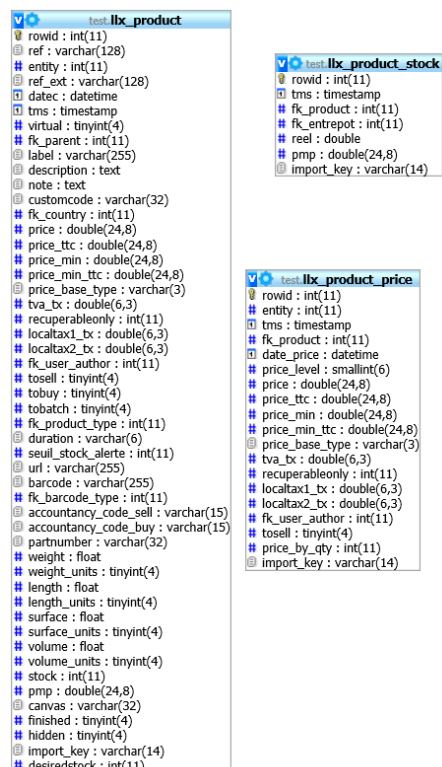 test.llx_product
rowid : int(11)
ref : varchar(128)
# entity : int(11)
ref_ext : varchar(128)
datec : datetime
tms : timestamp
# virtual : tinyint(4)
# fk_parent : int(11)
label : varchar(255)
description : text
note : text
customcode : varchar(32)
# fk_country : int(11)
# price : double(24,8)
# price_ttc : double(24,8)
# price_min : double(24,8)
# price_min_ttc : double(24,8)
price_base_type : varchar(3)
# tva_tx : double(6,3)
# recuperableonly : int(11)
# localtax1_tx : double(6,3)
# localtax2_tx : double(6,3)
# fk_user_author : int(11)
# tosell : tinyint(4)
# tobuy : tinyint(4)
# tobatch : tinyint(4)
# fk_product_type : int(11)
duration : varchar(6)
# seuil_stock_alerte : int(11)
url : varchar(255)
barcode : varchar(255)
# fk_barcode_type : int(11)
accountancy_code_sell : varchar(15)
accountancy_code_buy : varchar(15)
partnumber : varchar(32)
# weight : float
# weight_units : tinyint(4)
# length : float
# length_units : tinyint(4)
# surface : float
# surface_units : tinyint(4)
# volume : float
# volume_units : tinyint(4)
# stock : int(11)
# pmp : double(24,8)
canvas : varchar(32)
# finished : tinyint(4)
# hidden : tinyint(4)
import_key : varchar(14)
# desiredstock : int(11)
test.llx_product_stock
rowid : int(11)
tms : timestamp
# fk_product : int(11)
# fk_entrepot : int(11)
# reel : double
# pmp : double(24,8)
import_key : varchar(14)
test.llx_product_price
rowid : int(11)
# entity : int(11)
tms : timestamp
# fk_product : int(11)
date_price : datetime
# price_level : smallint(6)
# price : double(24,8)
# price_ttc : double(24,8)
# price_min : double(24,8)
# price_min_ttc : double(24,8)
price_base_type : varchar(3)
# tva_tx : double(6,3)
# recuperableonly : int(11)
# localtax1_tx : double(6,3)
# localtax2_tx : double(6,3)
# fk_user_author : int(11)
# tosell : tinyint(4)
# price_by_qty : int(11)
import_key : varchar(14)